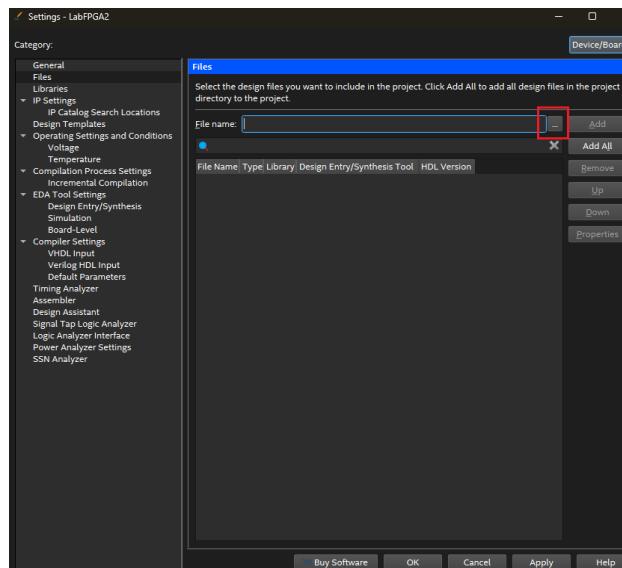 Settings - LabFPGA2
Category:
Device/Boar
General
Files
Libraries
IP Settings
IP Catalog Search Locations
Design Templates
Operating Settings and Conditions
Voltage
Temperature
Compilation Process Settings
Incremental Compilation
EDA Tool Settings
Design Entry/Synthesis
Simulation
Board-Level
Compiler Settings
VHDL Input
Verilog HDL Input
Default Parameters
Timing Analyzer
Assembler
Design Assistant
Signal Tap Logic Analyzer
Logic Analyzer Interface
Power Analyzer Settings
SSN Analyzer
Files
Select the design files you want to include in the project. Click Add All to add all design files in the project
directory to the project.
File name:
...
Add
Add All
File Name Type Library Design Entry/Synthesis Tool HDL Version
Remove
Up
Down
Properties
Buy Software
OK
Cancel
Apply
Help